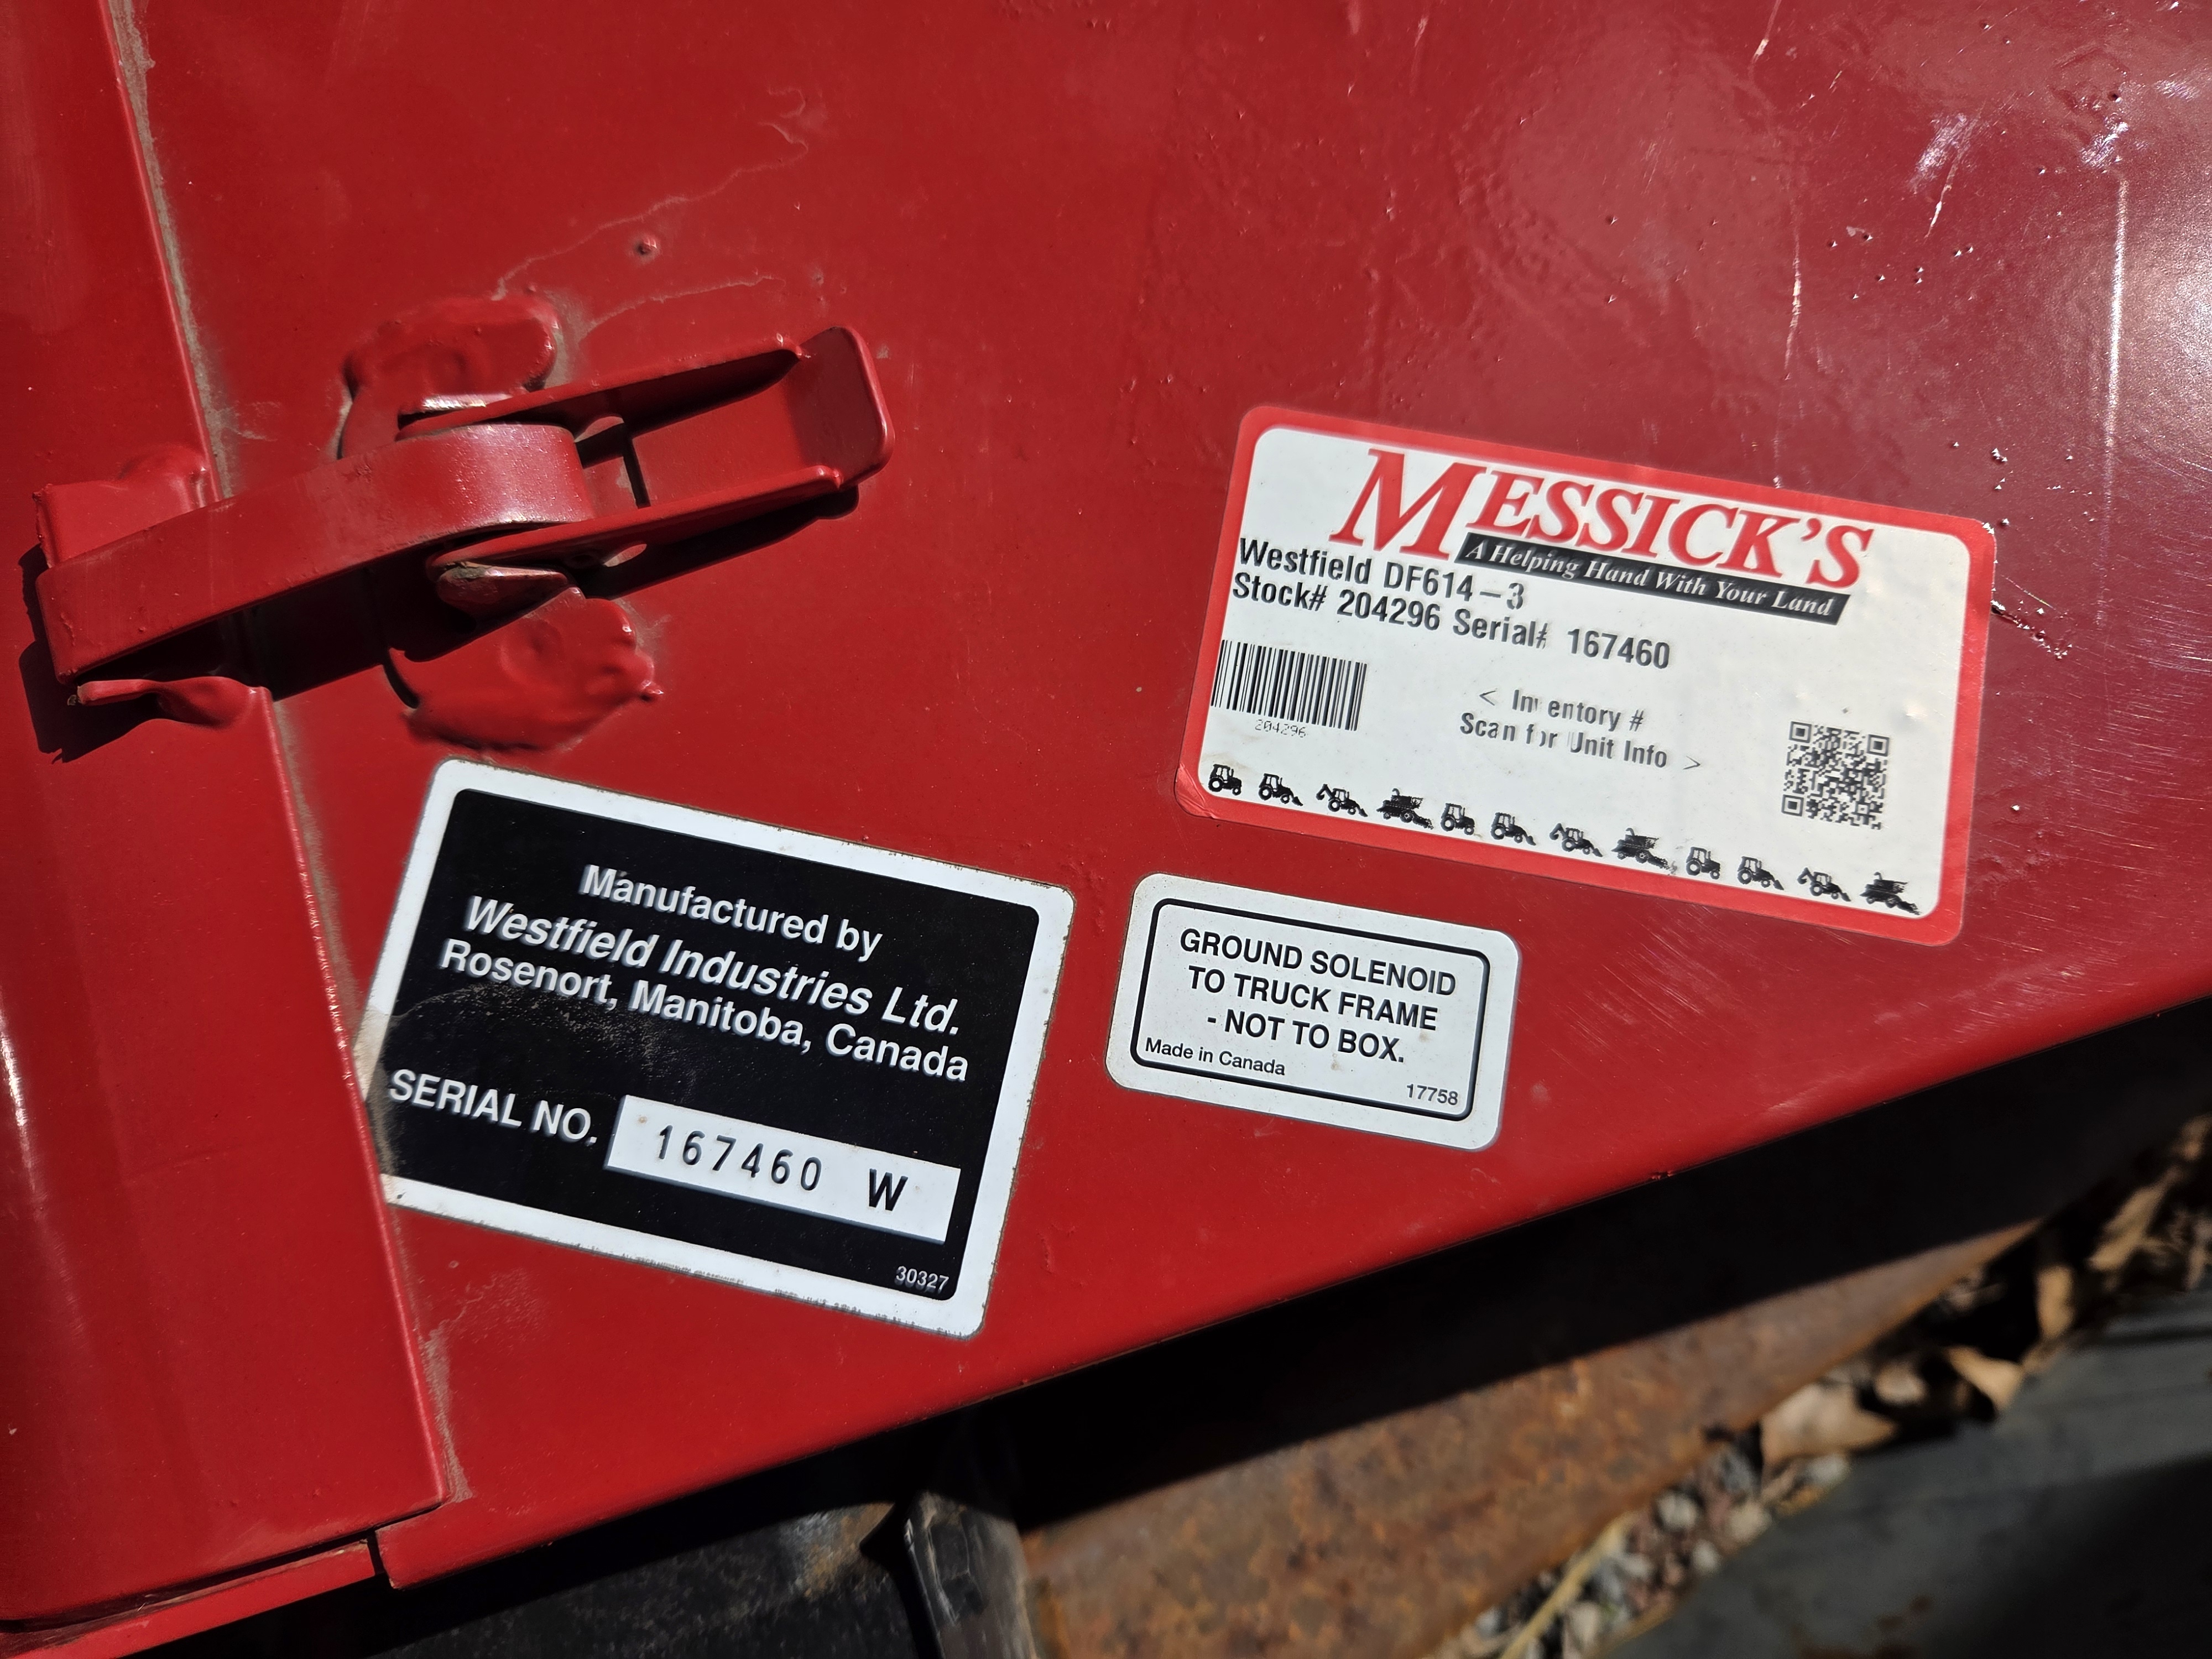 MESSICK'S
A Helping Hand With Your Land
Westfield DF614-3
Stock# 204296 Serial# 167460
< Inventory #
Scan for Unit Info >
204296
Manufactured by
Westfield Industries Ltd.
Rosenort, Manitoba, Canada
SERIAL NO. 167460 W
30327
GROUND SOLENOID
TO TRUCK FRAME
- NOT TO BOX.
Made in Canada
17758